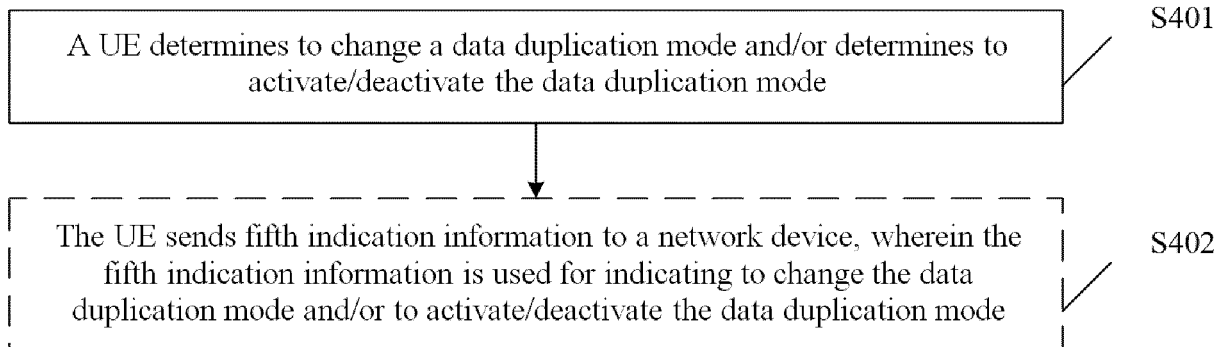 S401
A UE determines to change a data duplication mode and/or determines to
activate/deactivate the data duplication mode
The UE sends fifth indication information to a network device, wherein the
fifth indication information is used for indicating to change the data
duplication mode and/or to activate/deactivate the data duplication mode
S402